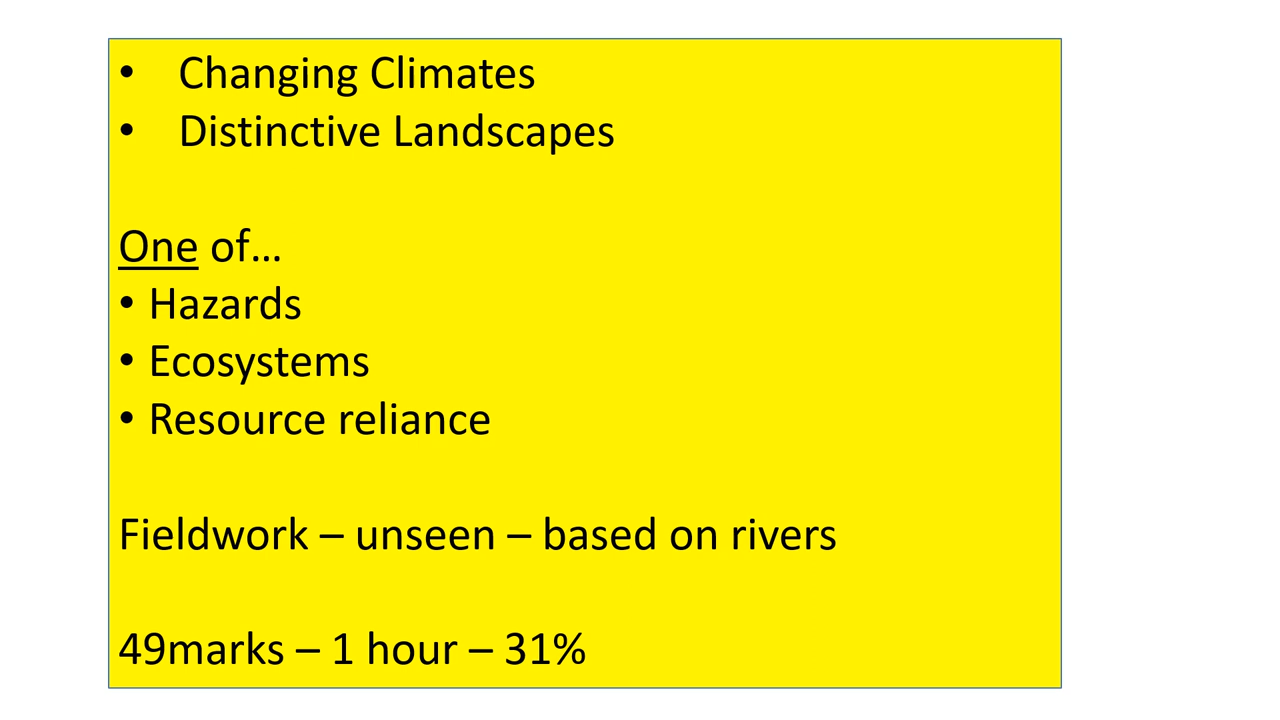 • Changing Climates
• Distinctive Landscapes
One of...
• Hazards
• Ecosystems
• Resource reliance
Fieldwork – unseen – based on rivers
49marks – 1 hour – 31%